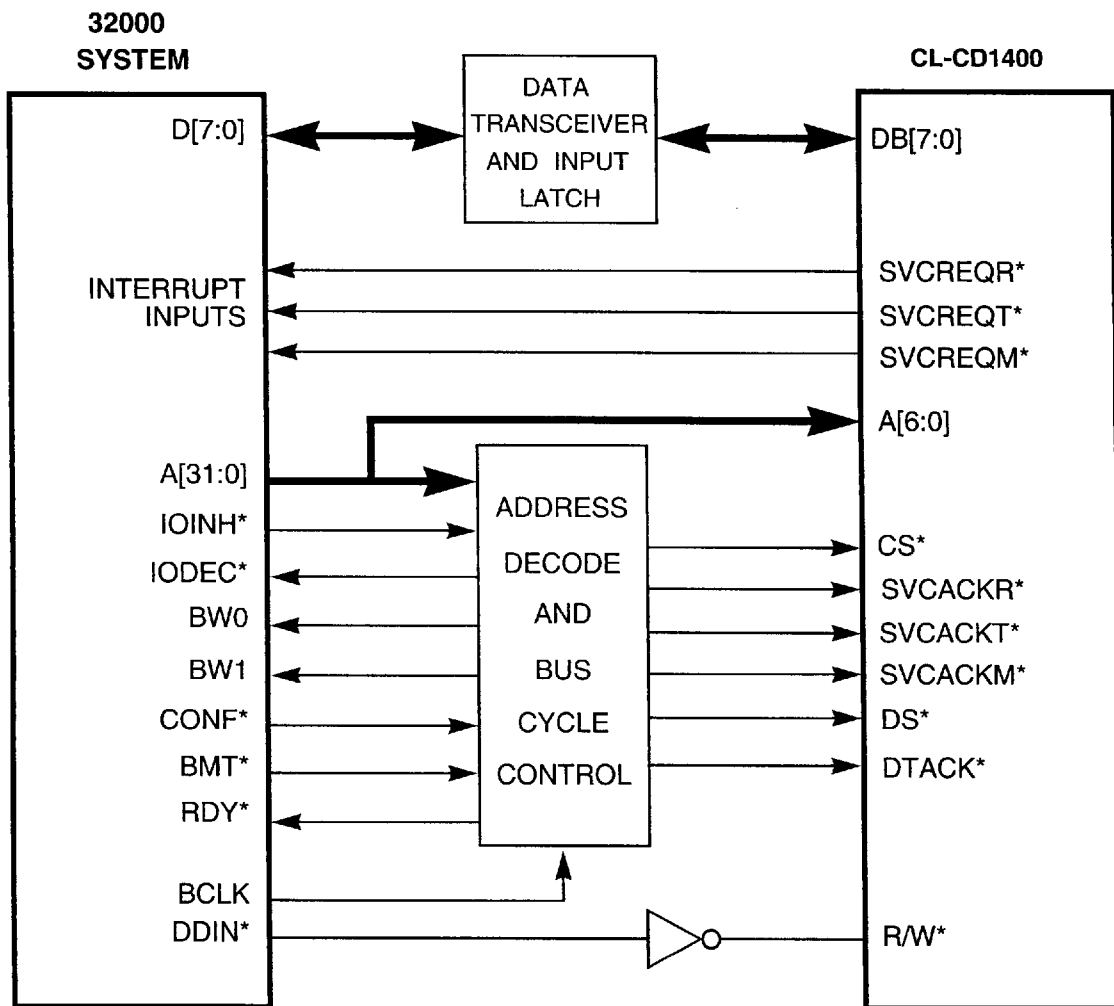 32000
SYSTEM
CL-CD1400
DATA
TRANSCEIVER
AND INPUT
LATCH
D[7:0]
DB[7:0]
INTERRUPT
INPUTS
SVCREQR*
SVCREQT*
SVCREQM*
A[6:0]
A[31:0]
IOINH*
IODEC*
BW0
BW1
CONF*
BMT*
RDY*
BCLK
DDIN*
ADDRESS
DECODE
AND
BUS
CYCLE
CONTROL
CS*
SVCACKR*
SVCACKT*
SVCACKM*
DS*
DTACK*
R/W*